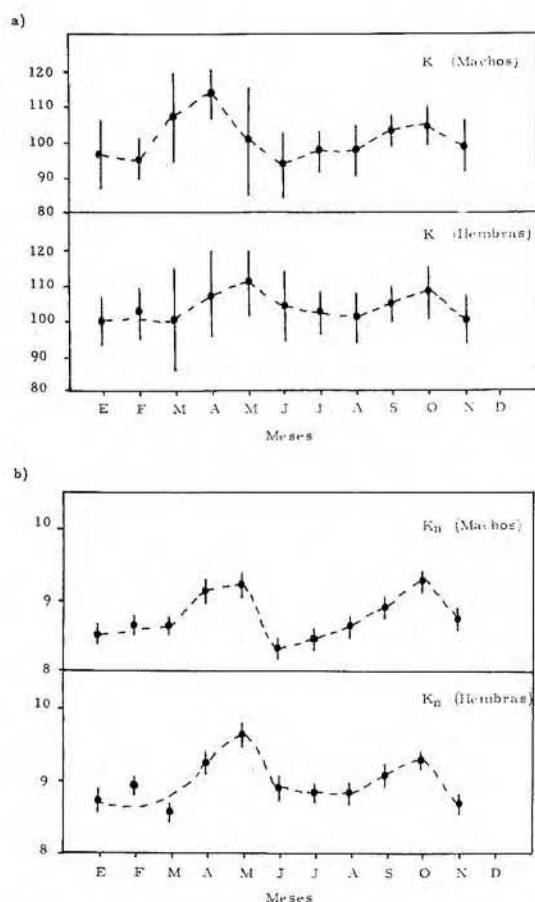 a)
K (Machos)
120
110
100
90
80
K (Hembras)
120
110
100
90
80
E F M A M J J A S O N D
Meses
b)
Kn (Machos)
10
9
8
Kn (Hembras)
10
9
8
E F M A M J J A S O N D
Meses